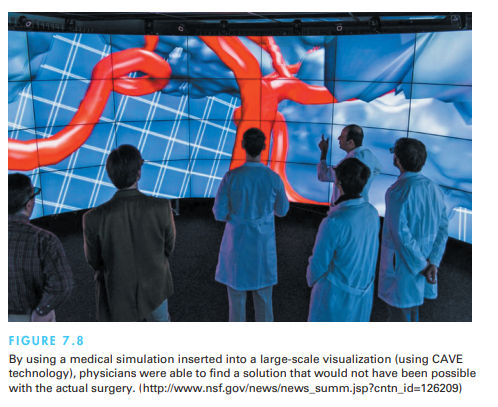 FIGURE 7.8
By using a medical simulation inserted into a large-scale visualization (using CAVE
technology), physicians were able to find a solution that would not have been possible
with the actual surgery. (http://www.nsf.gov/news/news_summ.jsp?cntn_id=126209)